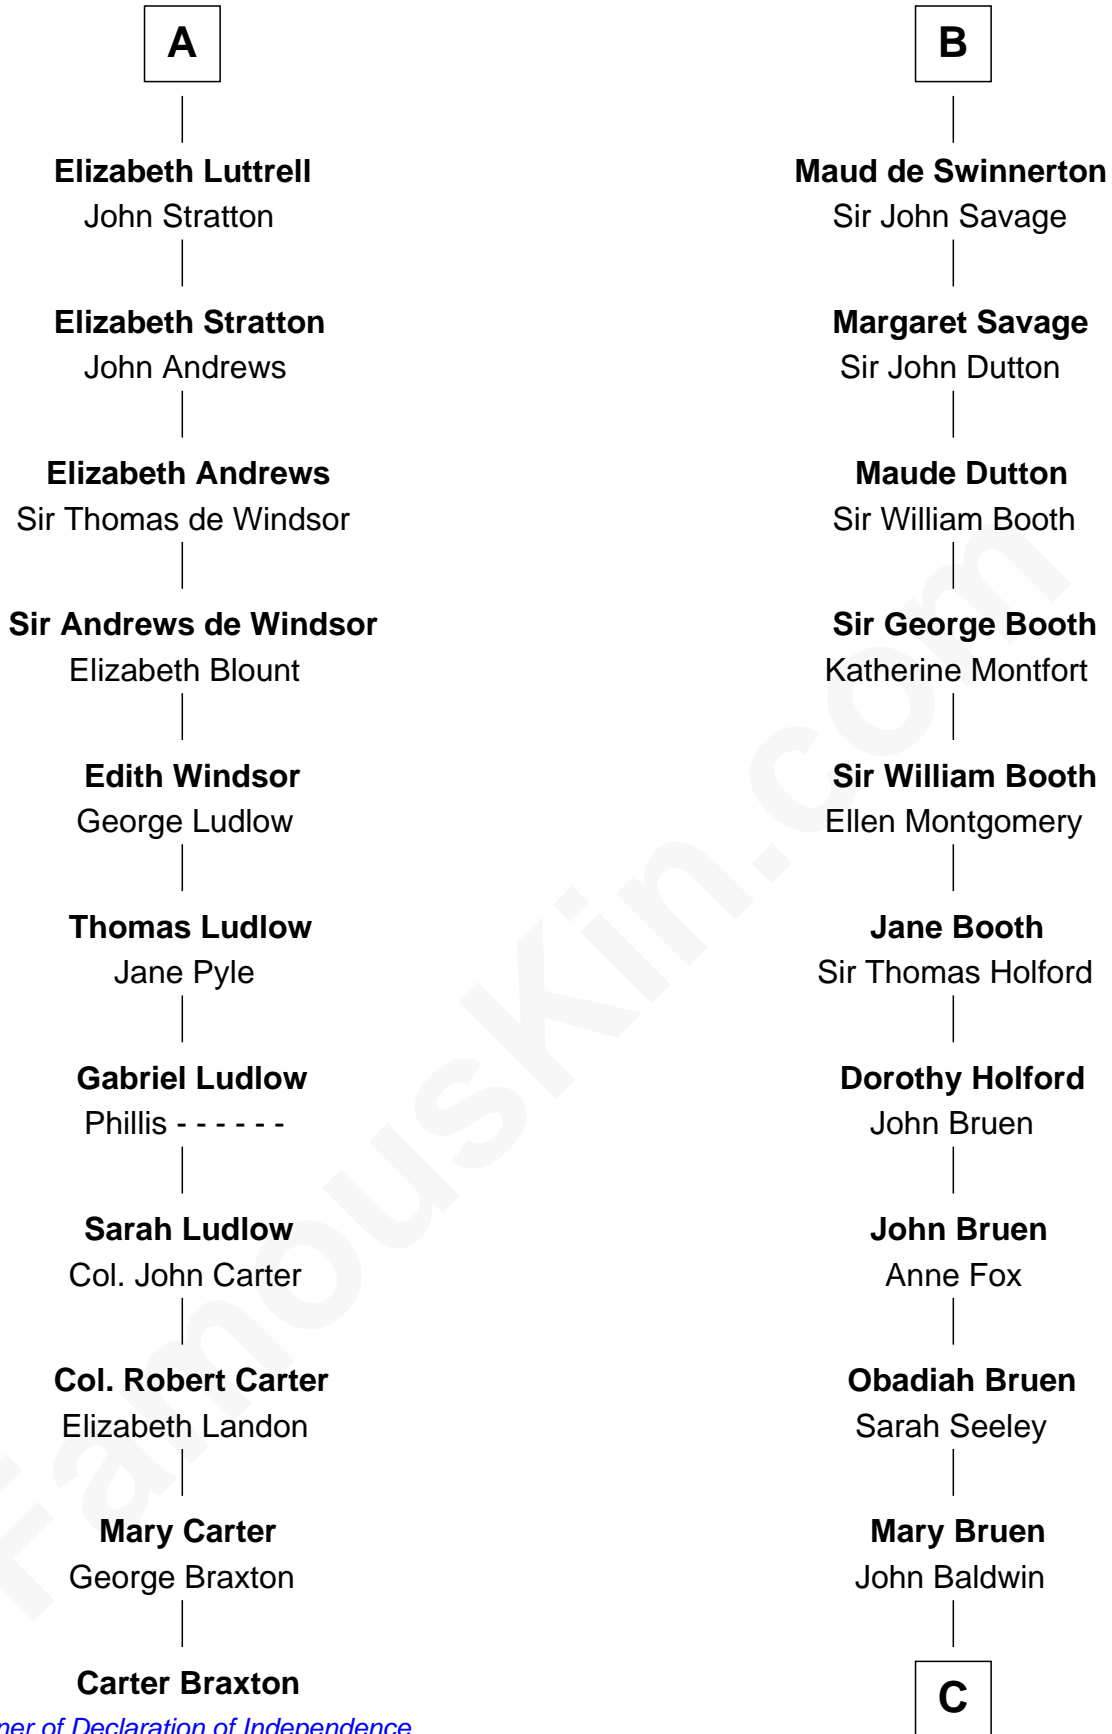 A
Elizabeth Luttrell
John Stratton
Elizabeth Stratton
John Andrews
Elizabeth Andrews
Sir Thomas de Windsor
Sir Andrews de Windsor
Elizabeth Blount
Edith Windsor
George Ludlow
Thomas Ludlow
Jane Pyle
Gabriel Ludlow
Phillis - - - - - -
Sarah Ludlow
Col. John Carter
Col. Robert Carter
Elizabeth Landon
Mary Carter
George Braxton
Carter Braxton
of Declaration of Independence
B
Maud de Swinnerton
Sir John Savage
Margaret Savage
Sir John Dutton
Maude Dutton
Sir William Booth
Sir George Booth
Katherine Montfort
Sir William Booth
Ellen Montgomery
Jane Booth
Sir Thomas Holford
Dorothy Holford
John Bruen
John Bruen
Anne Fox
Obadiah Bruen
Sarah Seeley
Mary Bruen
John Baldwin
C
FamousKin.com